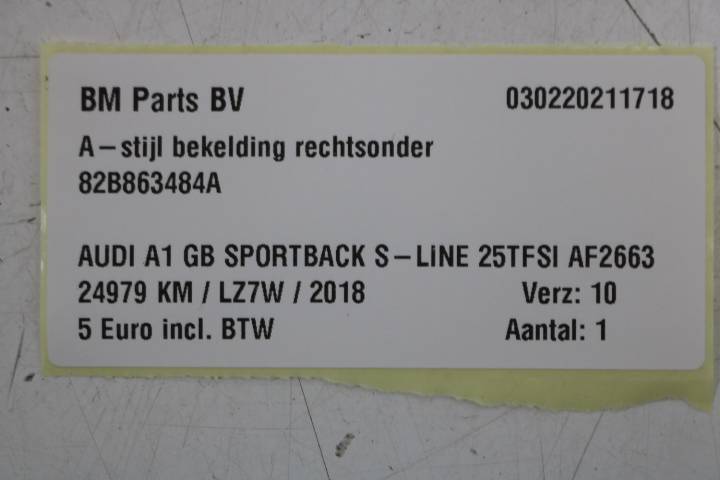 BM Parts BV 030220211718
A-stijl bekelding rechtsonder
82B863484A
AUDI A1 GB SPORTBACK S-LiNE 25TFSI AF2663
24979 KM / LZ7W / 2018 Verz: 10
5 Euro incl. BTW Aantal: 1